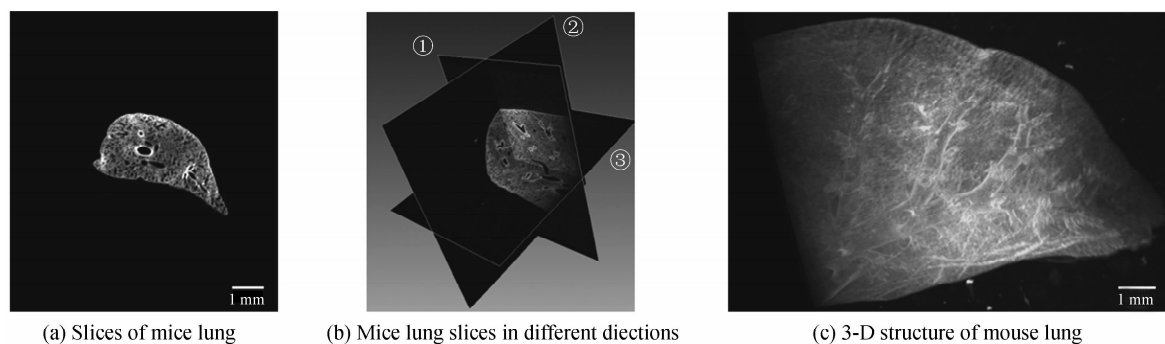 ①
②
③
1 mm
1 mm
(a) Slices of mice lung
(b) Mice lung slices in different diections
(c) 3-D structure of mouse lung